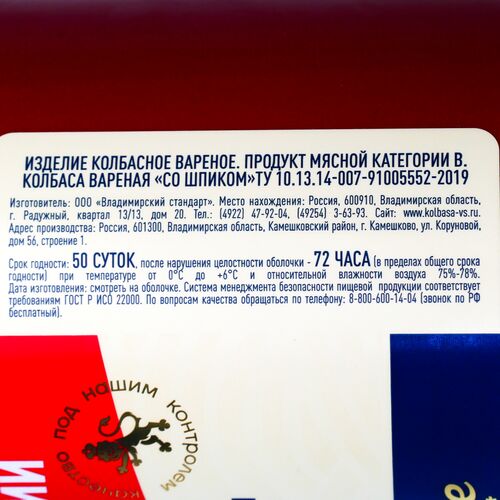 ИЗДЕЛИЕ КОЛБАСНОЕ ВАРЕНОЕ. ПРОДУКТ МЯСНОЙ КАТЕГОРИИ В.
КОЛБАСА ВАРЕНАЯ «СО ШПИКОМ» ТУ 10.13.14-007-91005552-2019
Изготовитель: ООО «Владимирский стандарт». Место нахождения: Россия, 600910, Владимирская область,
г. Радужный, квартал 13/13, дом 20. Тел.: (4922) 47-92-04, (49254) 3-63-93. Сайт: www.kolbasa-vs.ru.
Адрес производства: Россия, 601300, Владимирская область, Камешковский район, г. Камешково, ул. Коруновой,
дом 56, строение 1.
Срок годности: 50 СУТОК, после нарушения целостности оболочки - 72 ЧАСА (в пределах общего срока
годности) при температуре от 0°С до +6°С и относительной влажности воздуха 75%-78%.
Дата изготовления: смотреть на оболочке. Система менеджмента безопасности пищевой продукции соответствует
требованиям ГОСТ Р ИСО 22000. По вопросам качества обращаться по телефону: 8-800-600-14-04 (звонок по РФ
бесплатный).
качество под нашим контролем